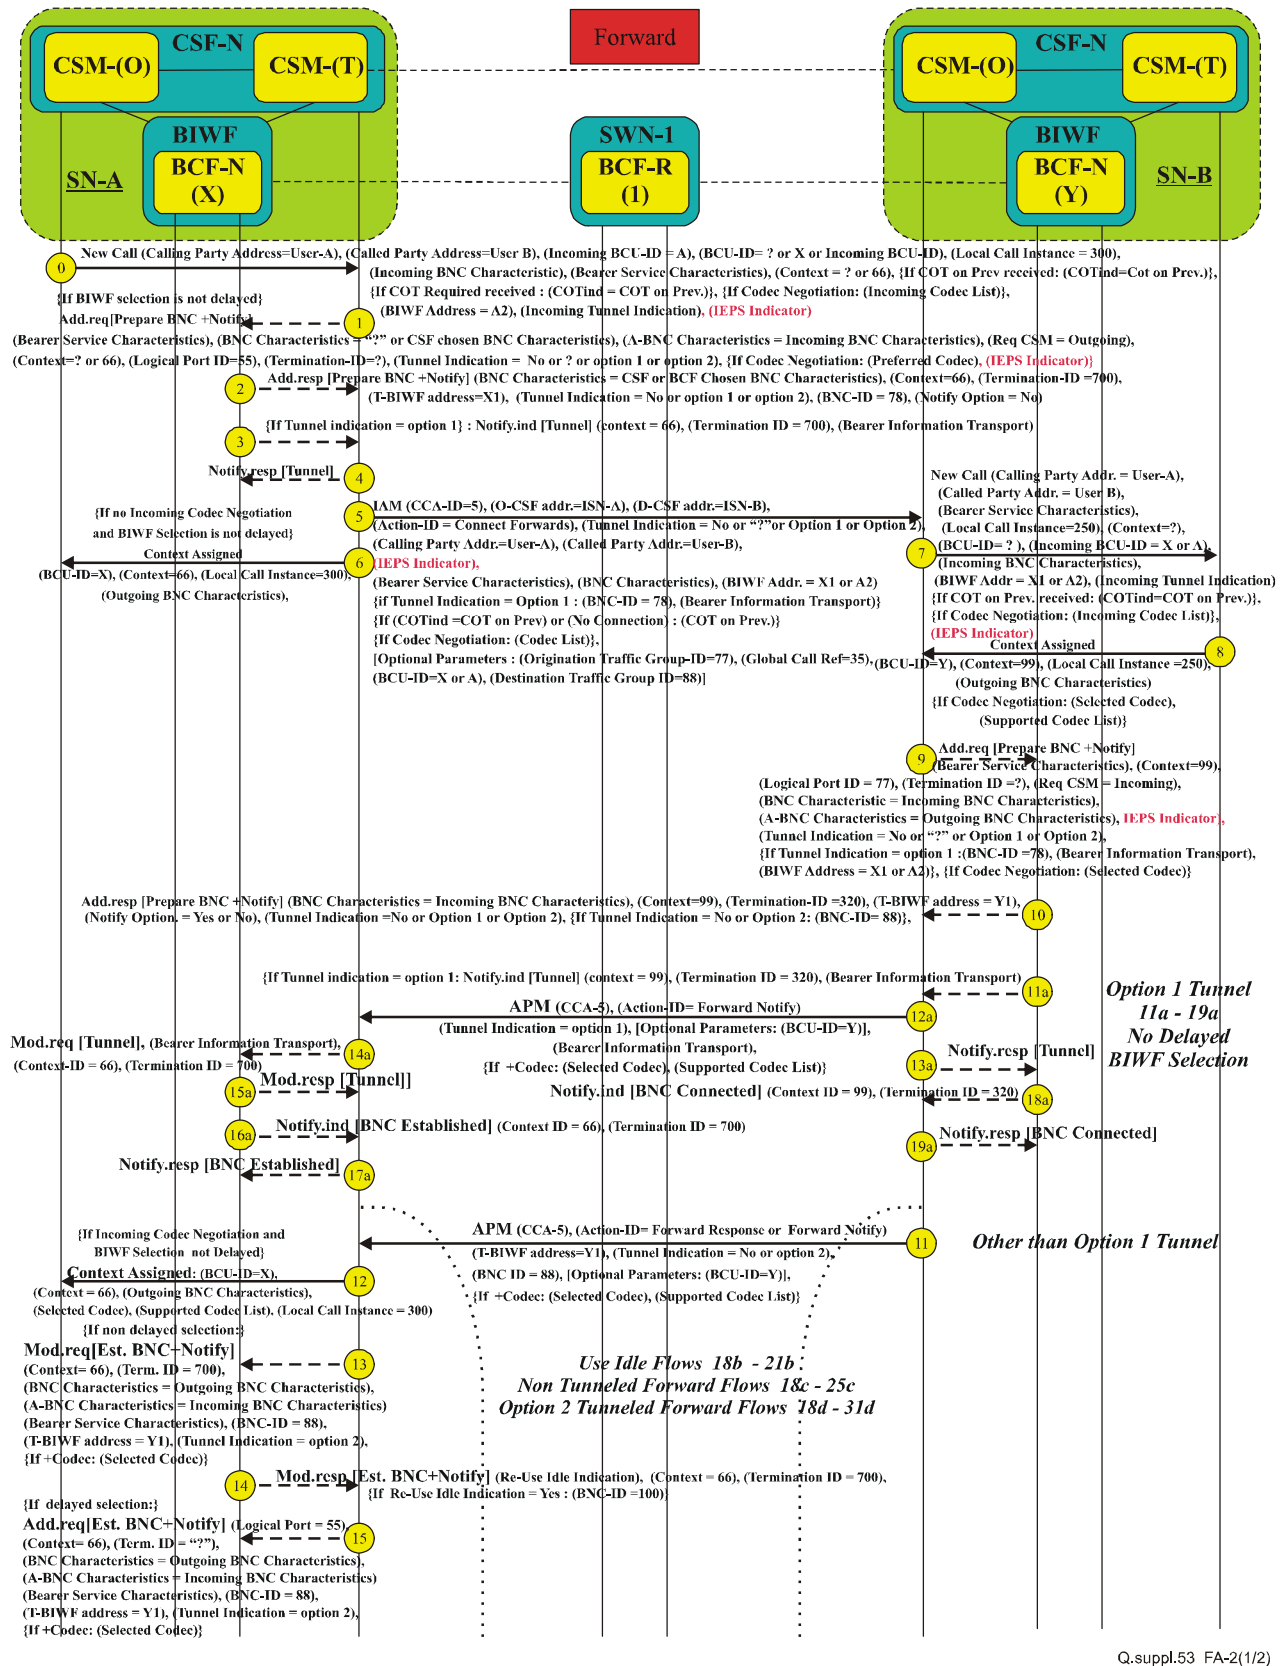 CSF-N
Forward
CSF-N
CSM-(O)
CSM-(T)
CSM-(O)
CSM-(T)
BIWF
SWN-1
BIWF
BCF-N
(X)
BCF-R
(1)
BCF-N
(Y)
SN-A
SN-B
0
New Call (Calling Party Address=User-A), (Called Party Address=User B), (Incoming BCU-ID = A), (BCU-ID= ? or X or Incoming BCU-ID), (Local Call Instance = 300),
(Incoming BNC Characteristic), (Bearer Service Characteristics), (Context = ? or 66), {If COT on Prev received: (COTind=Cot on Prev.)},
{If COT Required received : (COTind = COT on Prev.)}, {If Codec Negotiation: (Incoming Codec List)},
(BIWF Address = A2), (Incoming Tunnel Indication), (IEPS Indicator)
{If BIWF selection is not delayed}
Add.req[Prepare BNC +Notify]
1
(Bearer Service Characteristics), (BNC Characteristics = “?” or CSF chosen BNC Characteristics), (A-BNC Characteristics = Incoming BNC Characteristics), (Req CSM = Outgoing),
(Context=? or 66), (Logical Port ID=55), (Termination-ID=?), (Tunnel Indication = No or ? or option 1 or option 2), {If Codec Negotiation: (Preferred Codec), (IEPS Indicator)}
2
Add.resp [Prepare BNC +Notify] (BNC Characteristics = CSF or BCF Chosen BNC Characteristics), (Context=66), (Termination-ID =700),
(T-BIWF address=X1), (Tunnel Indication = No or option 1 or option 2), (BNC-ID = 78), (Notify Option = No)
3
{If Tunnel indication = option 1} : Notify.ind [Tunnel] (context = 66), (Termination ID = 700), (Bearer Information Transport)
Notify.resp [Tunnel]
4
{If no Incoming Codec Negotiation
and BIWF Selection is not delayed}
5
IAM (CCA-ID=5), (O-CSF addr.=ISN-A), (D-CSF addr.=ISN-B),
(Action-ID = Connect Forwards), (Tunnel Indication = No or “?”or Option 1 or Option 2),
(Calling Party Addr.=User-A), (Called Party Addr.=User-B),
(IEPS Indicator),
(Bearer Service Characteristics), (BNC Characteristics), (BIWF Addr. = X1 or A2)
{if Tunnel Indication = Option 1 : (BNC-ID = 78), (Bearer Information Transport)}
{If (COTind =COT on Prev) or (No Connection) : (COT on Prev.)}
{If Codec Negotiation: (Codec List)},
[Optional Parameters : (Origination Traffic Group-ID=77), (Global Call Ref=35),
(BCU-ID=X or A), (Destination Traffic Group ID=88)]
Context Assigned
6
(BCU-ID=X), (Context=66), (Local Call Instance=300),
(Outgoing BNC Characteristics),
New Call (Calling Party Addr. = User-A),
(Called Party Addr. = User B),
(Bearer Service Characteristics),
(Local Call Instance=250), (Context=?),
7
(BCU-ID= ? ), (Incoming BCU-ID = X or A),
(Incoming BNC Characteristics),
(BIWF Addr = X1 or A2), (Incoming Tunnel Indication)
{If COT on Prev. received: (COTind=COT on Prev.)}.
{If Codec Negotiation: (Incoming Codec List)},
(IEPS Indicator)
Context Assigned
8
(BCU-ID=Y), (Context=99), (Local Call Instance =250),
(Outgoing BNC Characteristics)
{If Codec Negotiation: (Selected Codec),
(Supported Codec List)}
9
Add.req [Prepare BNC +Notify]
(Bearer Service Characteristics), (Context=99),
(Logical Port ID = 77), (Termination ID =?), (Req CSM = Incoming),
(BNC Characteristic = Incoming BNC Characteristics),
(A-BNC Characteristics = Outgoing BNC Characteristics), IEPS Indicator),
(Tunnel Indication = No or “?” or Option 1 or Option 2),
{If Tunnel Indication = option 1 :(BNC-ID =78), (Bearer Information Transport),
(BIWF Address = X1 or A2)}, {If Codec Negotiation: (Selected Codec)}
Add.resp [Prepare BNC +Notify] (BNC Characteristics = Incoming BNC Characteristics), (Context=99), (Termination-ID =320), (T-BIWF address = Y1),
(Notify Option. = Yes or No), (Tunnel Indication =No or Option 1 or Option 2), {If Tunnel Indication = No or Option 2: (BNC-ID= 88)},
10
{If Tunnel indication = option 1: Notify.ind [Tunnel] (context = 99), (Termination ID = 320), (Bearer Information Transport)
11a
Option 1 Tunnel
11a - 19a
No Delayed
BIWF Selection
APM (CCA-5), (Action-ID= Forward Notify)
12a
(Tunnel Indication = option 1), [Optional Parameters: (BCU-ID=Y)],
(Bearer Information Transport),
{If +Codec: (Selected Codec), (Supported Codec List)}
13a
Notify.resp [Tunnel]
Mod.req [Tunnel], (Bearer Information Transport),
14a
(Context-ID = 66), (Termination ID = 700)
15a
Mod.resp [Tunnel]]
Notify.ind [BNC Connected] (Context ID = 99), (Termination ID = 320)
18a
16a
Notify.ind [BNC Established] (Context ID = 66), (Termination ID = 700)
19a
Notify.resp [BNC Connected]
Notify.resp [BNC Established]
17a
{If Incoming Codec Negotiation and
BIWF Selection not Delayed}
APM (CCA-5), (Action-ID= Forward Response or Forward Notify)
11
Other than Option 1 Tunnel
(T-BIWF address=Y1), (Tunnel Indication = No or option 2),
(BNC ID = 88), [Optional Parameters: (BCU-ID=Y)],
{If +Codec: (Selected Codec), (Supported Codec List)}
Context Assigned: (BCU-ID=X),
12
(Context = 66), (Outgoing BNC Characteristics),
(Selected Codec), (Supported Codec List). (Local Call Instance = 300)
{If non delayed selection:}
Mod.req[Est. BNC+Notify]
13
(Context= 66), (Term. ID = 700),
(BNC Characteristics = Outgoing BNC Characteristics),
(A-BNC Characteristics = Incoming BNC Characteristics)
(Bearer Service Characteristics), (BNC-ID = 88),
(T-BIWF address = Y1), (Tunnel Indication = option 2),
{If +Codec: (Selected Codec)}
Use Idle Flows 18b - 21b
Non Tunneled Forward Flows 18c - 25c
Option 2 Tunneled Forward Flows 18d - 31d
14
Mod.resp [Est. BNC+Notify] (Re-Use Idle Indication), (Context = 66), (Termination ID = 700),
{If Re-Use Idle Indication = Yes : (BNC-ID =100)}
{If delayed selection:}
Add.req[Est. BNC+Notify] (Logical Port = 55),
15
(Context= 66), (Term. ID = “?”),
(BNC Characteristics = Outgoing BNC Characteristics),
(A-BNC Characteristics = Incoming BNC Characteristics)
(Bearer Service Characteristics), (BNC-ID = 88),
(T-BIWF address = Y1), (Tunnel Indication = option 2),
{If +Codec: (Selected Codec)}
Q.suppl.53 FA-2(1/2)